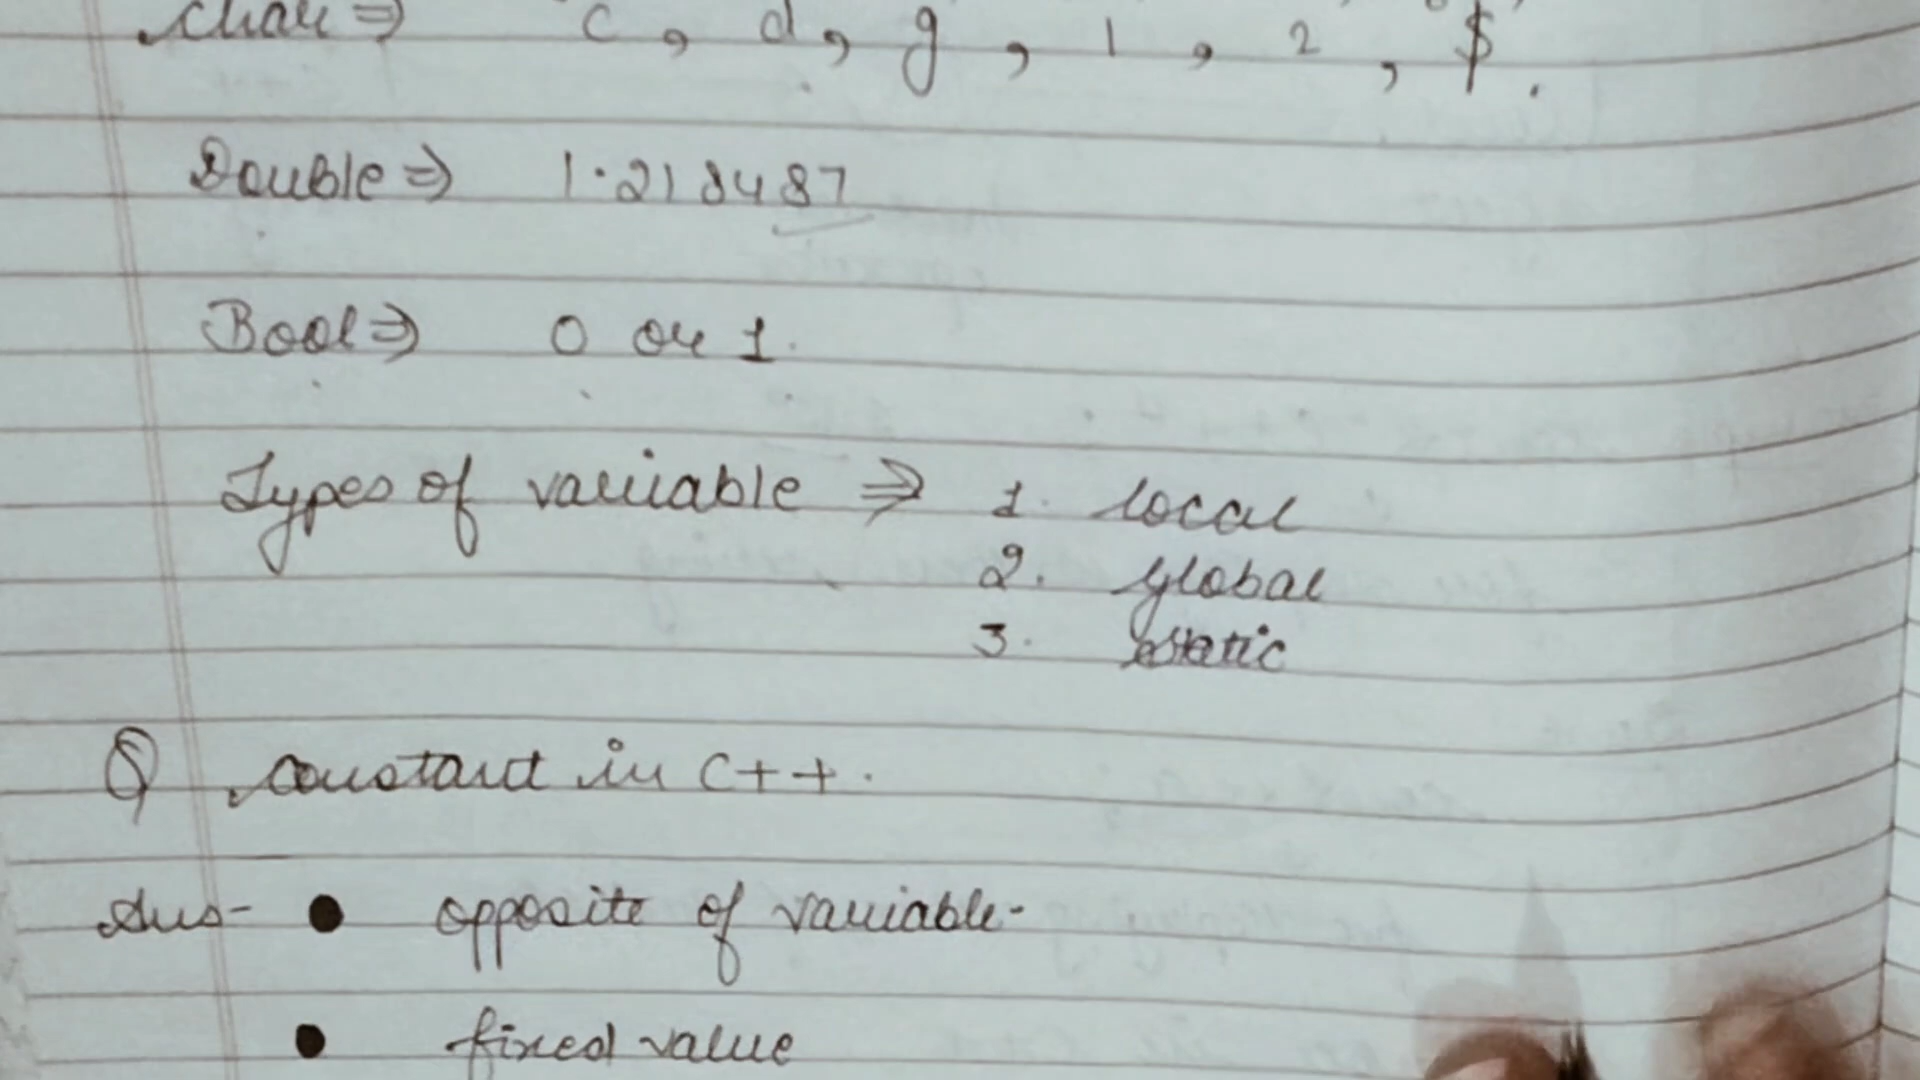 char ⇒ c, d, g, 1, 2, $.
Double ⇒ 1.218487
Bool ⇒ 0 or 1.
Types of variable ⇒ 1. local
2. global
3. static
Q constant in C++.
Ans- ● opposite of variable-
● fixed value